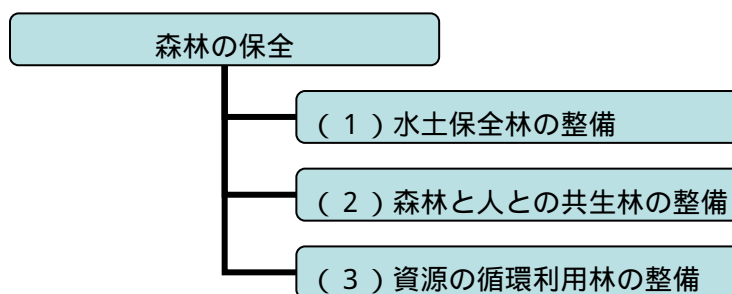 森林の保全
( 1 )水土保全林の整備
( 2 )森林と人との共生林の整備
( 3 )資源の循環利用林の整備